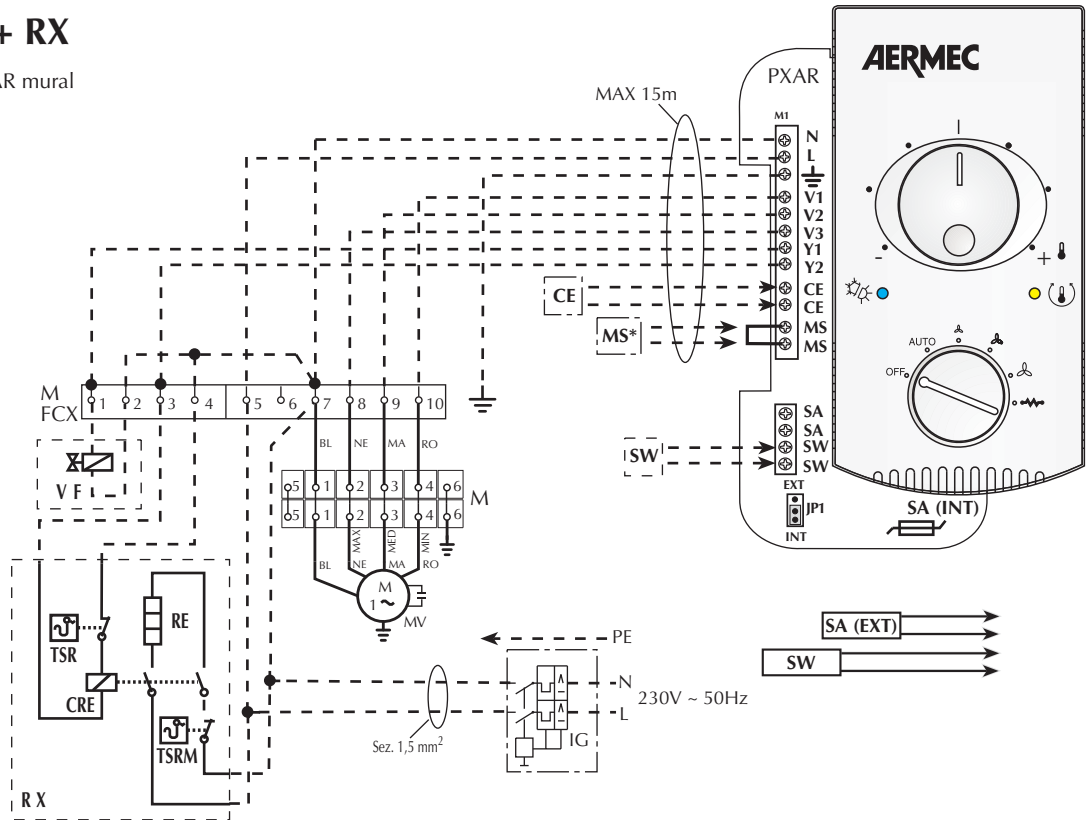 + RX
AR mural
AERMEC
PXAR
MAX 15m
M1
N
L
V1
V2
V3
Y1
Y2
CE
CE
MS
MS
CE
MS*
- +
AUTO
OFF
M
FCX
1 2 3 4 5 6 7 8 9 10
SA
SA
SW
SW
SW
EXT
JP1
INT
SA (INT)
V F
BL NE MA RO
5 1 2 3 4 6
M
5 1 2 3 4 6
MAX MED MIN
BL NE MA RO
M
1 ~
MV
TSR
RE
CRE
TSRM
R X
PE
N
230V ~ 50Hz
L
IG
Sez. 1,5 mm²
SA (EXT)
SW